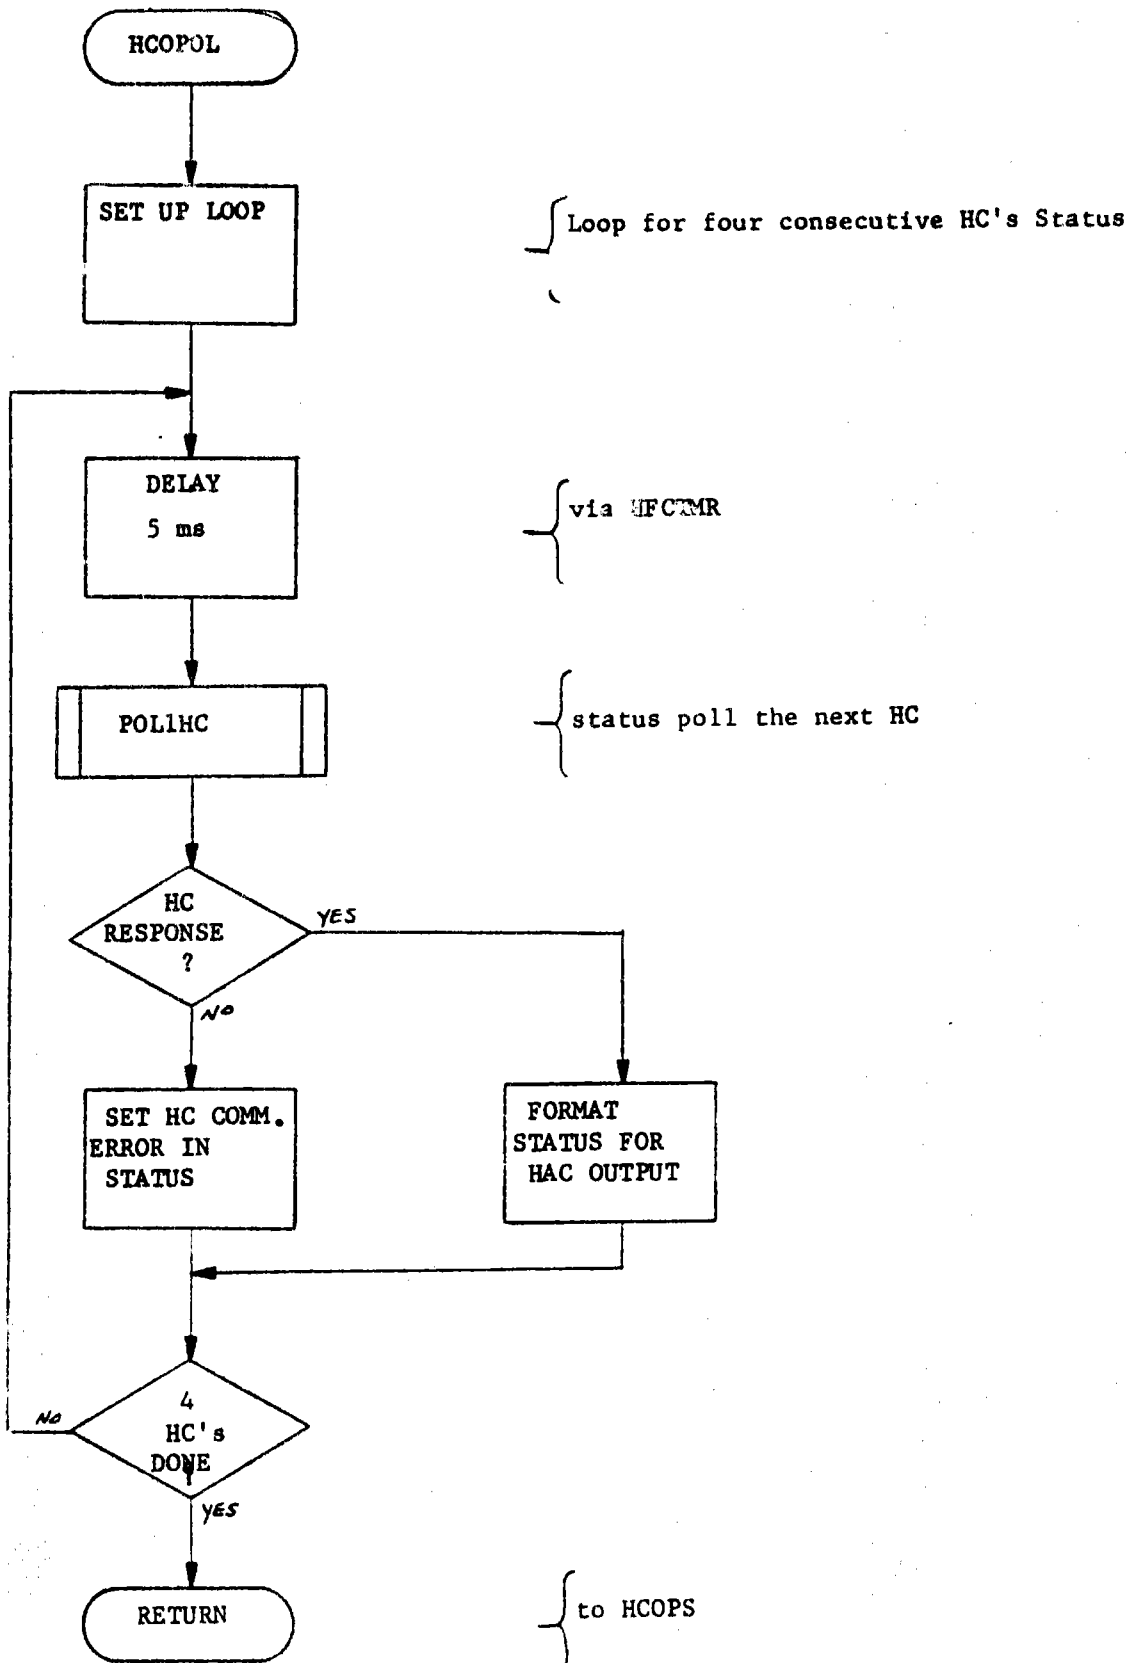 HCOPOL
SET UP LOOP
Loop for four consecutive HC's Status
DELAY
5 ms
via HFCTMR
POL1HC
status poll the next HC
HC
RESPONSE
?
YES
NO
SET HC COMM.
ERROR IN
STATUS
FORMAT
STATUS FOR
HAC OUTPUT
4
HC's
DONE
NO
YES
RETURN
to HCOPS